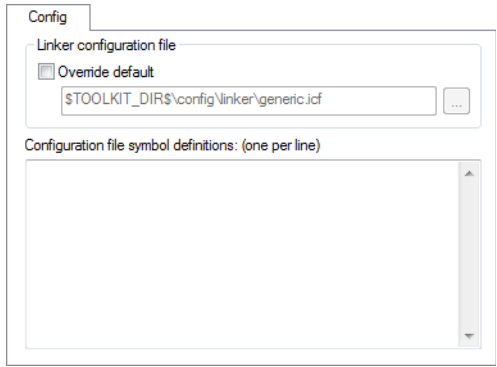 Config
Linker configuration file
Override default
$TOOLKIT_DIR$\config\linker\generic.icf
...
Configuration file symbol definitions: (one per line)